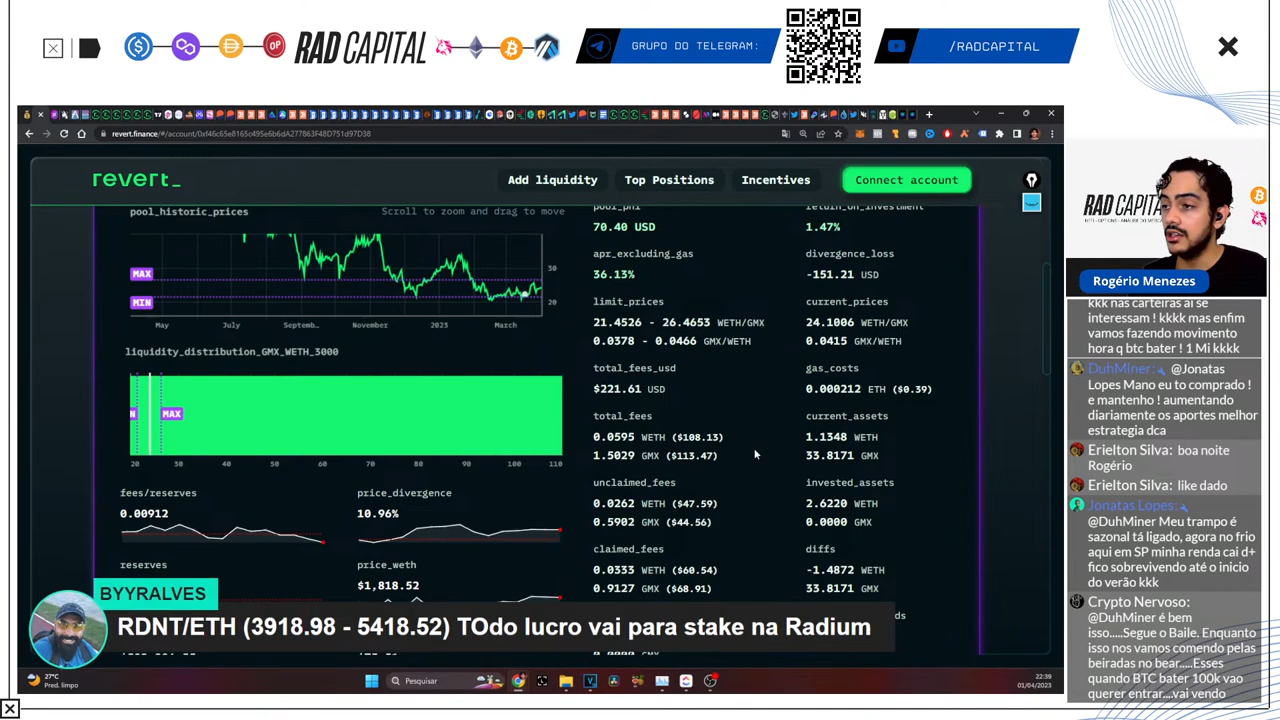 RAD CAPITAL
GRUPO DO TELEGRAM:
/RADCAPITAL
revert.finance/#/account/0xf46c65e8165c495e6b6dA277863F48D751d97D38
revert_
Add liquidity
Top Positions
Incentives
Connect account
pool_historic_prices
Scroll to zoom and drag to move
MAX
MIN
30
20
May
July
Septemb…
November
2023
March
liquidity_distribution_GMX_WETH_3000
N
MAX
20
30
40
50
60
70
80
90
100
110
fees/reserves
0.00912
price_divergence
10.96%
reserves
price_weth
$1,818.52
70.40 USD
return_on_investment
1.47%
apr_excluding_gas
36.13%
divergence_loss
-151.21 USD
limit_prices
21.4526 - 26.4653 WETH/GMX
0.0378 - 0.0466 GMX/WETH
current_prices
24.1006 WETH/GMX
0.0415 GMX/WETH
total_fees_usd
$221.61 USD
gas_costs
0.000212 ETH ($0.39)
total_fees
0.0595 WETH ($108.13)
1.5029 GMX ($113.47)
current_assets
1.1348 WETH
33.8171 GMX
unclaimed_fees
0.0262 WETH ($47.59)
0.5902 GMX ($44.56)
invested_assets
2.6220 WETH
0.0000 GMX
claimed_fees
0.0333 WETH ($60.54)
0.9127 GMX ($68.91)
diffs
-1.4872 WETH
33.8171 GMX
BYYRALVES
RDNT/ETH (3918.98 - 5418.52) TOdo lucro vai para stake na Radium
27°C
Pred. limpo
Pesquisar
22:39
01/04/2023
RAD CAPITAL
Rogério Menezes
kkk nas carteiras ai se
interessam ! kkkk mas enfim
vamos fazendo movimento
hora q btc bater ! 1 Mi kkkk
DuhMIner: @Jonatas
Lopes Mano eu to comprado !
e mantenho ! aumentando
diariamente os aportes melhor
estrategia dca
Erielton Silva: boa noite
Rogério
Erielton Silva: like dado
Jonatas Lopes:
@DuhMiner Meu trampo é
sazonal tá ligado, agora no frio
aqui em SP minha renda cai d+
fico sobrevivendo até o inicio
do verão kkk
Crypto Nervoso:
@DuhMiner é bem
isso.....Segue o Baile. Enquanto
isso nos vamos comendo pelas
beiradas no bear.....Esses
quando BTC bater 100k vao
querer entrar....vai vendo